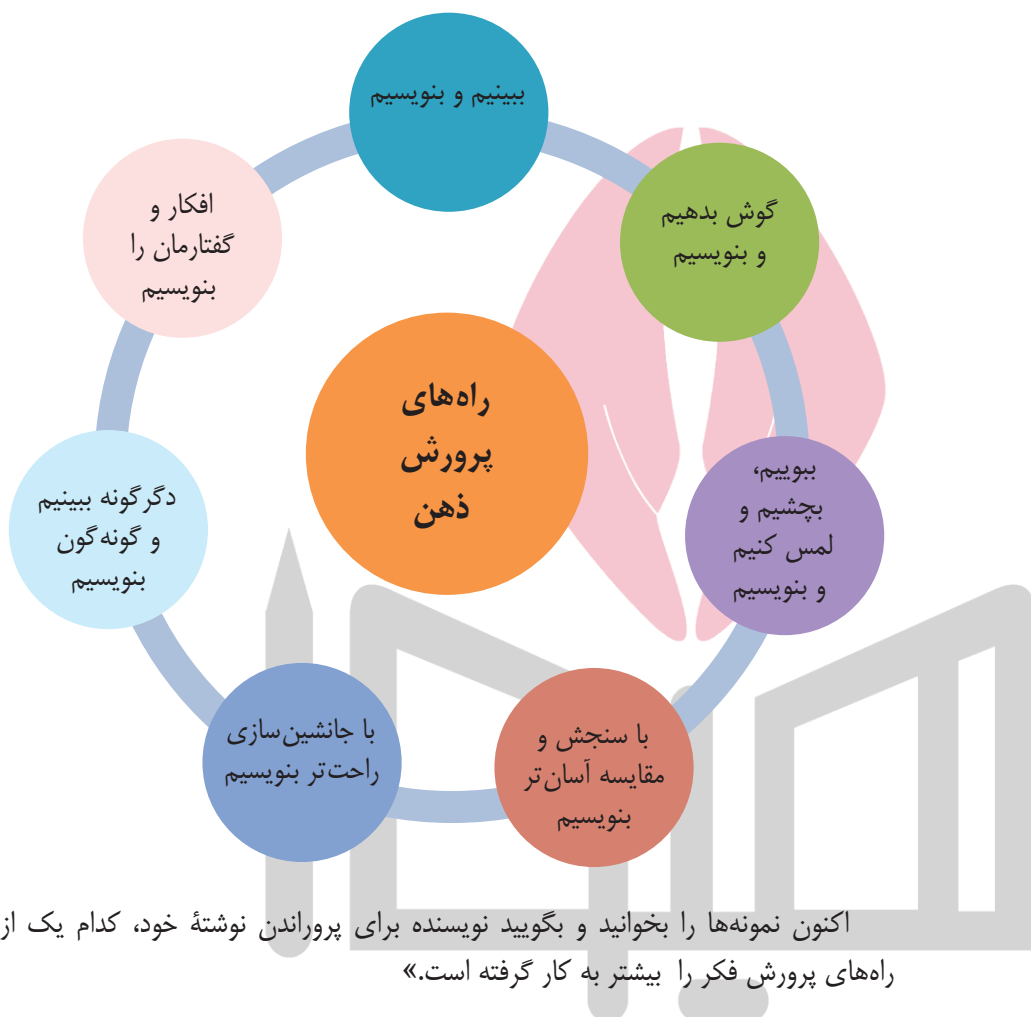 ببینیم و بنویسیم
گوش بدهیم
و بنویسیم
ببوییم،
بچشیم و
لمس کنیم
و بنویسیم
با سنجش و
مقایسه آسان‌تر
بنویسیم
با جانشین‌سازی
راحت‌تر بنویسیم
دگرگونه ببینیم
و گونه‌گون
بنویسیم
افکار و
گفتارمان را
بنویسیم
راه‌های
پرورش
ذهن
اکنون نمونه‌ها را بخوانید و بگویید نویسنده برای پروراندن نوشتۀ خود، کدام یک از
راه‌های پرورش فکر را بیشتر به کار گرفته است.»